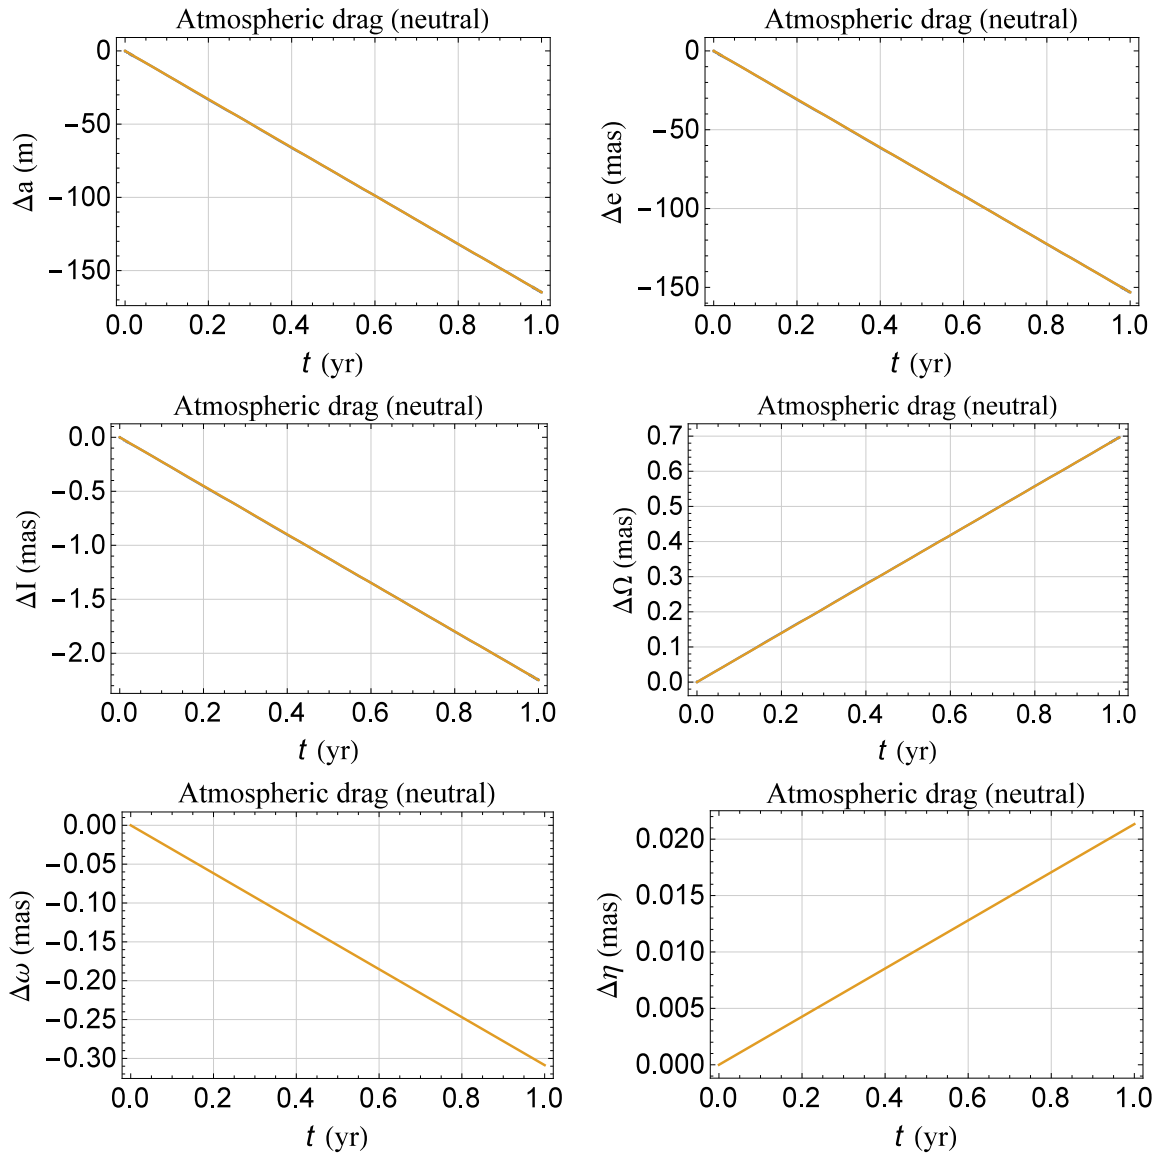 Atmospheric drag (neutral)
Δa (m)
0
−50
−100
−150
0.0 0.2 0.4 0.6 0.8 1.0
t (yr)
Atmospheric drag (neutral)
Δe (mas)
0
−50
−100
−150
0.0 0.2 0.4 0.6 0.8 1.0
t (yr)
Atmospheric drag (neutral)
ΔI (mas)
0.0
−0.5
−1.0
−1.5
−2.0
0.0 0.2 0.4 0.6 0.8 1.0
t (yr)
Atmospheric drag (neutral)
ΔΩ (mas)
0.7
0.6
0.5
0.4
0.3
0.2
0.1
0.0
0.0 0.2 0.4 0.6 0.8 1.0
t (yr)
Atmospheric drag (neutral)
Δω (mas)
0.00
−0.05
−0.10
−0.15
−0.20
−0.25
−0.30
0.0 0.2 0.4 0.6 0.8 1.0
t (yr)
Atmospheric drag (neutral)
Δη (mas)
0.020
0.015
0.010
0.005
0.000
0.0 0.2 0.4 0.6 0.8 1.0
t (yr)